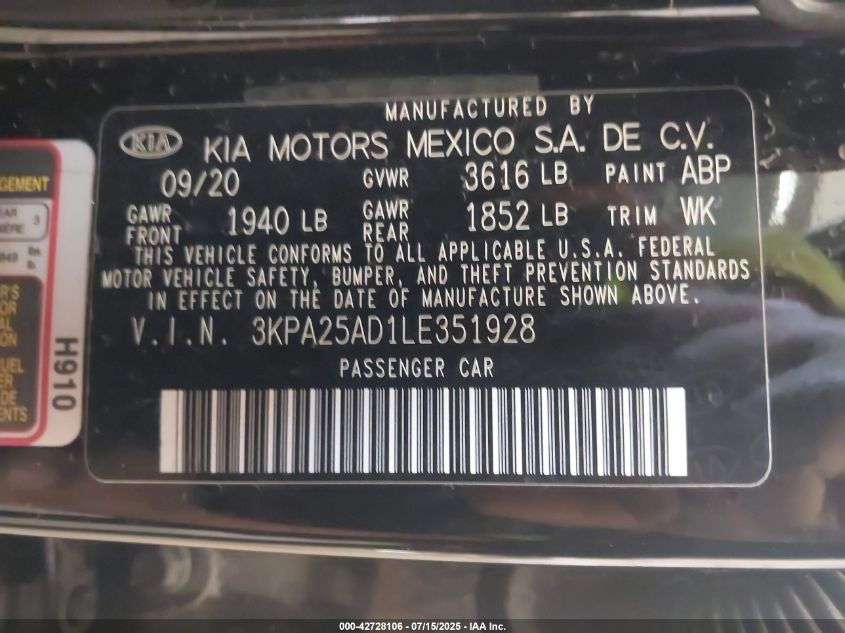 MANUFACTURED BY
KIA KIA MOTORS MEXICO S.A. DE C.V.
09/20 GVWR 3616 LB PAINT ABP
GAWR FRONT 1940 LB GAWR REAR 1852 LB TRIM WK
THIS VEHICLE CONFORMS TO ALL APPLICABLE U.S.A. FEDERAL
MOTOR VEHICLE SAFETY, BUMPER, AND THEFT PREVENTION STANDARDS
IN EFFECT ON THE DATE OF MANUFACTURE SHOWN ABOVE.
V.I.N. 3KPA25AD1LE351928
PASSENGER CAR
H910
000-42728106 - 07/15/2025 - IAA Inc.